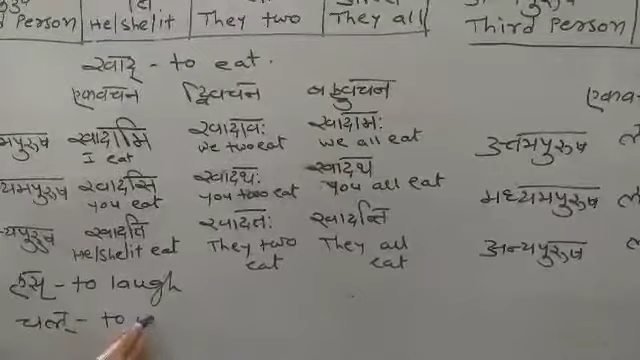 Person He/She/it They two They all Third Person
खाद् - to eat.
एकवचन द्विवचन बहुवचन
खादामि खादावः खादामः
I eat we two eat we all eat उत्तमपुरुष
खादसि खादथः खादथ
you eat you two eat you all eat मध्यमपुरुष
खादति खादतः खादन्ति
He/she/it eat They two eat They all eat अन्यपुरुष
हस् - to laugh
चल् - to